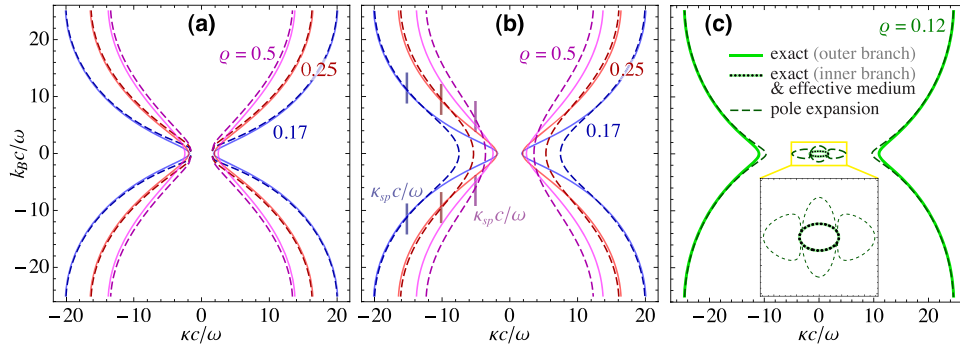 (a)
(b)
(c)
ϱ = 0.5
0.25
0.17
ϱ = 0.5
0.25
0.17
κ_sp c/ω
κ_sp c/ω
ϱ = 0.12
exact (outer branch)
exact (inner branch)
& effective medium
pole expansion
k_B c/ω
20
10
0
−10
−20
−20 −10 0 10 20
−20 −10 0 10 20
−20 −10 0 10 20
κc/ω
κc/ω
κc/ω